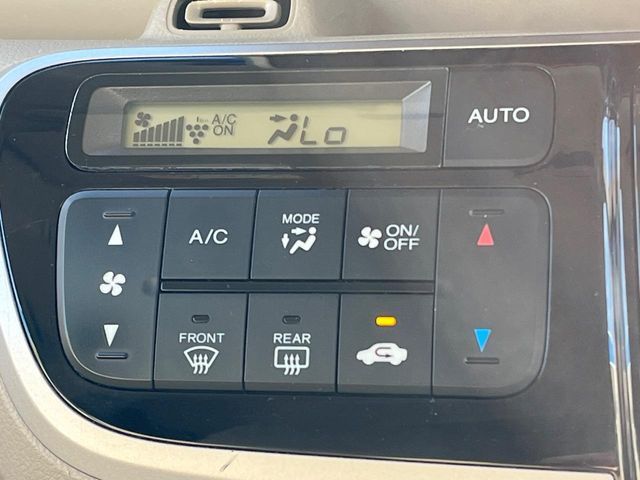 A/C
ON
Lo
AUTO
A/C
MODE
ON/
OFF
FRONT
REAR